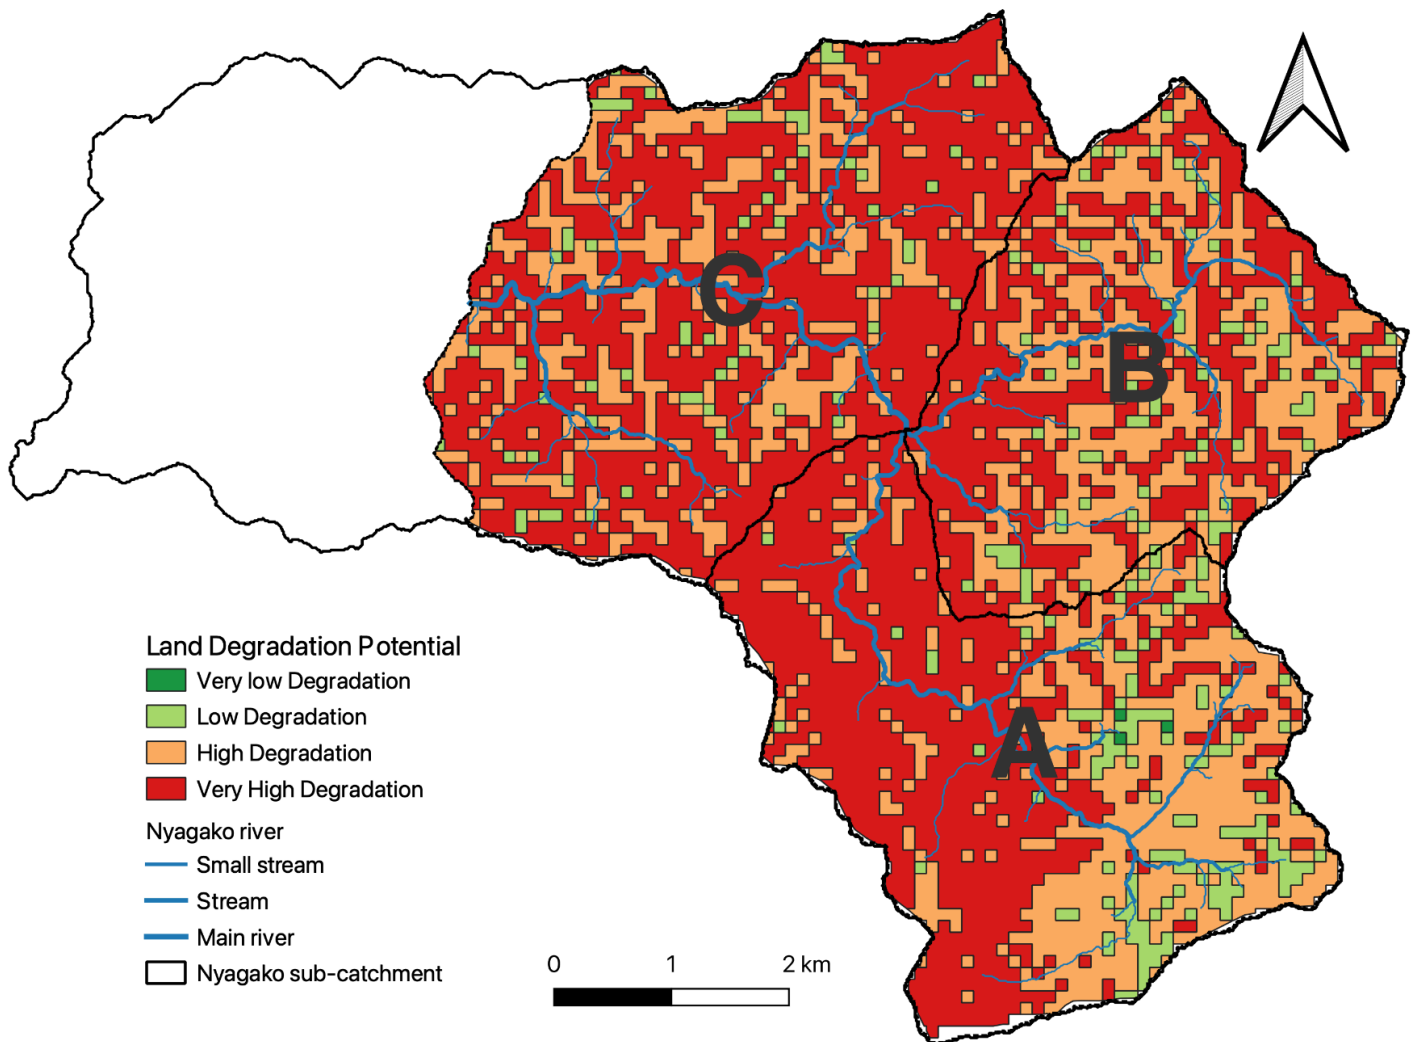 C
B
A
Land Degradation Potential
Very low Degradation
Low Degradation
High Degradation
Very High Degradation
Nyagako river
Small stream
Stream
Main river
Nyagako sub-catchment
0 1 2 km